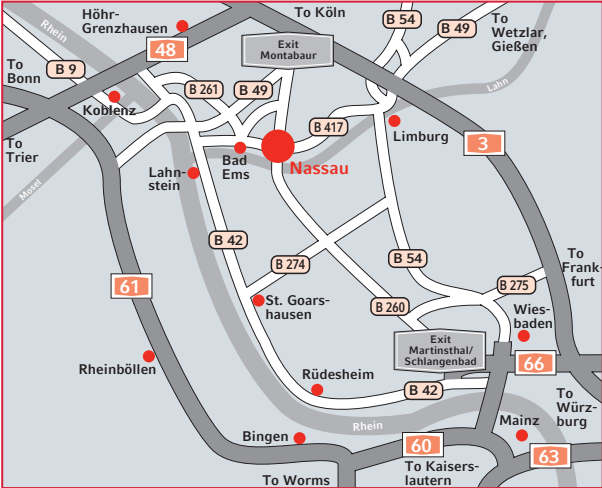 Höhr-
Grenzhausen
To Köln
B 54
B 49
To
Wetzlar,
Gießen
Rhein
48
Exit
Montabaur
To
Bonn
B 9
B 261
B 49
Lahn
Koblenz
B 417
Limburg
3
To
Trier
Bad
Ems
Nassau
Lahn-
stein
Mosel
B 42
B 274
B 54
To
Frank-
furt
61
B 275
St. Goars-
hausen
B 260
Wies-
baden
Exit
Martinsthal/
Schlangenbad
Rheinböllen
66
Rüdesheim
B 42
To
Würz-
burg
Rhein
Mainz
Bingen
60
63
To Worms
To Kaisers-
lautern